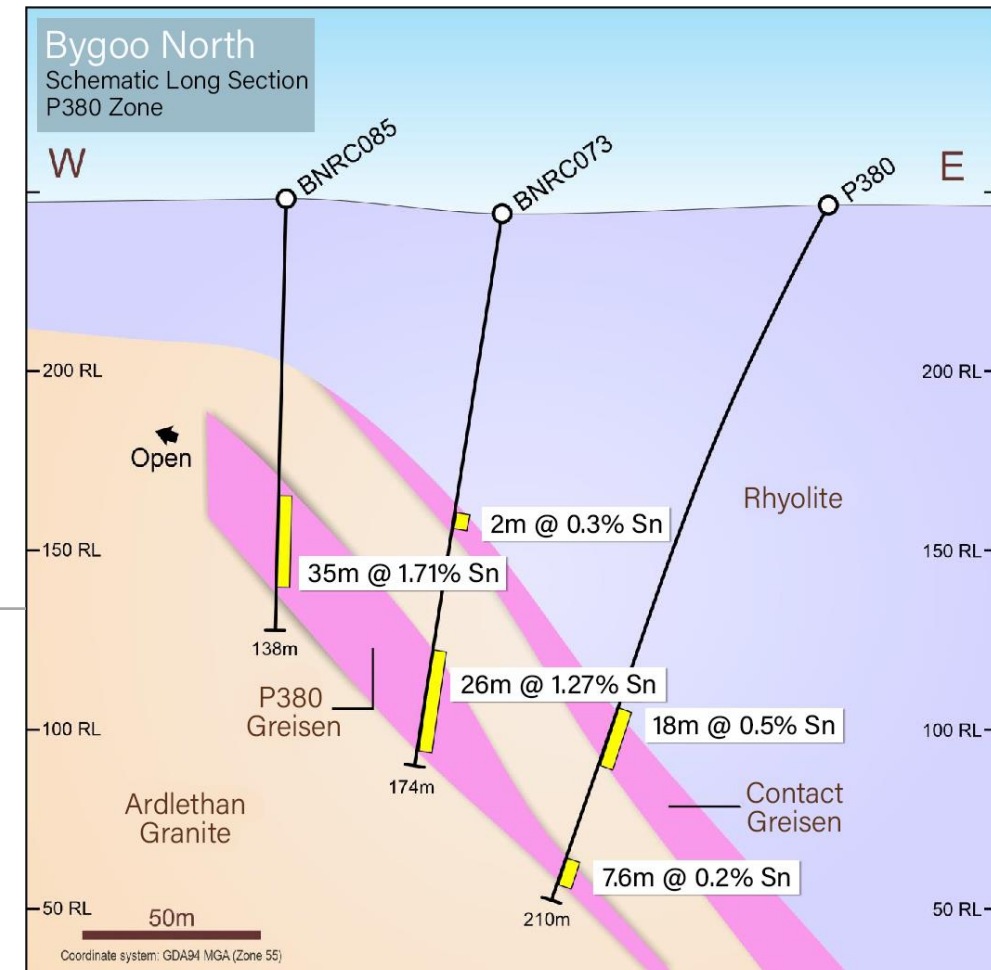 Bygoo North
Schematic Long Section
P380 Zone
W
BNRC085
BNRC073
P380
E
200 RL
200 RL
Open
Rhyolite
2m @ 0.3% Sn
150 RL
150 RL
35m @ 1.71% Sn
138m
26m @ 1.27% Sn
P380
Greisen
18m @ 0.5% Sn
100 RL
100 RL
174m
Contact
Greisen
Ardlethan
Granite
7.6m @ 0.2% Sn
50 RL
50 RL
210m
50m
Coordinate system: GDA94 MGA (Zone 55)